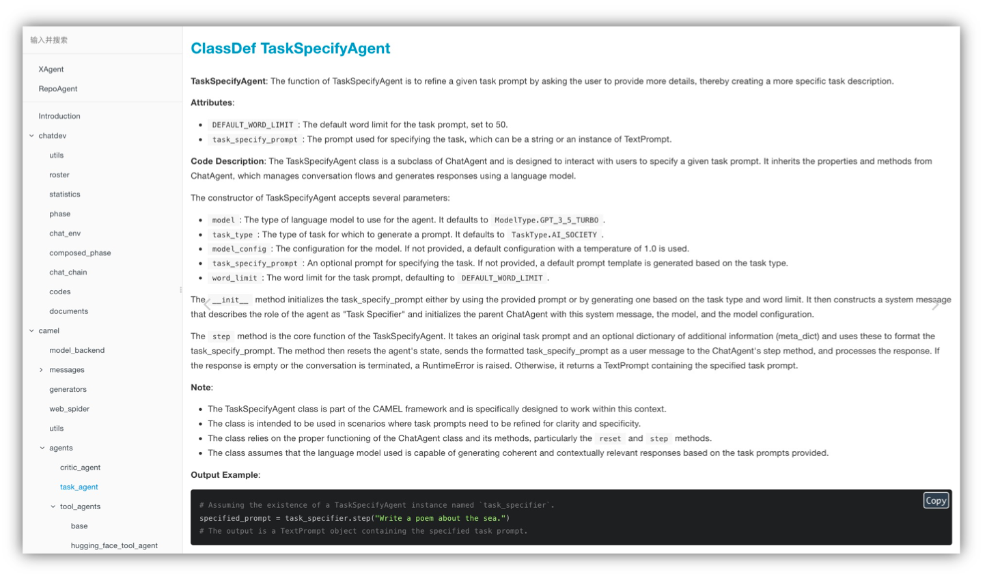 输入并搜索
XAgent
RepoAgent
Introduction
chatdev
utils
roster
statistics
phase
chat_env
composed_phase
chat_chain
codes
documents
camel
model_backend
messages
generators
web_spider
utils
agents
critic_agent
task_agent
tool_agents
base
hugging_face_tool_agent
ClassDef TaskSpecifyAgent
TaskSpecifyAgent: The function of TaskSpecifyAgent is to refine a given task prompt by asking the user to provide more details, thereby creating a more specific task description.
Attributes:
• DEFAULT_WORD_LIMIT : The default word limit for the task prompt, set to 50.
• task_specify_prompt : The prompt used for specifying the task, which can be a string or an instance of TextPrompt.
Code Description: The TaskSpecifyAgent class is a subclass of ChatAgent and is designed to interact with users to specify a given task prompt. It inherits the properties and methods from
ChatAgent, which manages conversation flows and generates responses using a language model.
The constructor of TaskSpecifyAgent accepts several parameters:
• model : The type of language model to use for the agent. It defaults to ModelType.GPT_3_5_TURBO .
• task_type : The type of task for which to generate a prompt. It defaults to TaskType.AI_SOCIETY .
• model_config : The configuration for the model. If not provided, a default configuration with a temperature of 1.0 is used.
• task_specify_prompt : An optional prompt for specifying the task. If not provided, a default prompt template is generated based on the task type.
• word_limit : The word limit for the task prompt, defaulting to DEFAULT_WORD_LIMIT .
The __init__ method initializes the task_specify_prompt either by using the provided prompt or by generating one based on the task type and word limit. It then constructs a system message
that describes the role of the agent as "Task Specifier" and initializes the parent ChatAgent with this system message, the model, and the model configuration.
The step method is the core function of the TaskSpecifyAgent. It takes an original task prompt and an optional dictionary of additional information (meta_dict) and uses these to format the
task_specify_prompt. The method then resets the agent's state, sends the formatted task_specify_prompt as a user message to the ChatAgent's step method, and processes the response. If
the response is empty or the conversation is terminated, a RuntimeError is raised. Otherwise, it returns a TextPrompt containing the specified task prompt.
Note:
• The TaskSpecifyAgent class is part of the CAMEL framework and is specifically designed to work within this context.
• The class is intended to be used in scenarios where task prompts need to be refined for clarity and specificity.
• The class relies on the proper functioning of the ChatAgent class and its methods, particularly the reset and step methods.
• The class assumes that the language model used is capable of generating coherent and contextually relevant responses based on the task prompts provided.
Output Example:
Copy
# Assuming the existence of a TaskSpecifyAgent instance named `task_specifier`.
specified_prompt = task_specifier.step("Write a poem about the sea.")
# The output is a TextPrompt object containing the specified task prompt.